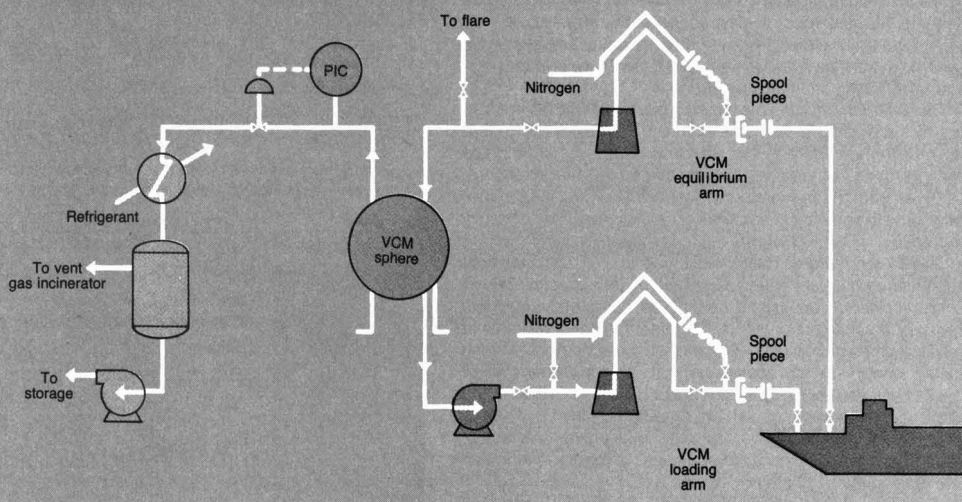 To flare
PIC
Nitrogen
Spool
piece
VCM
equilibrium
arm
Refrigerant
VCM
sphere
To vent
gas incinerator
Nitrogen
Spool
piece
To
storage
VCM
loading
arm